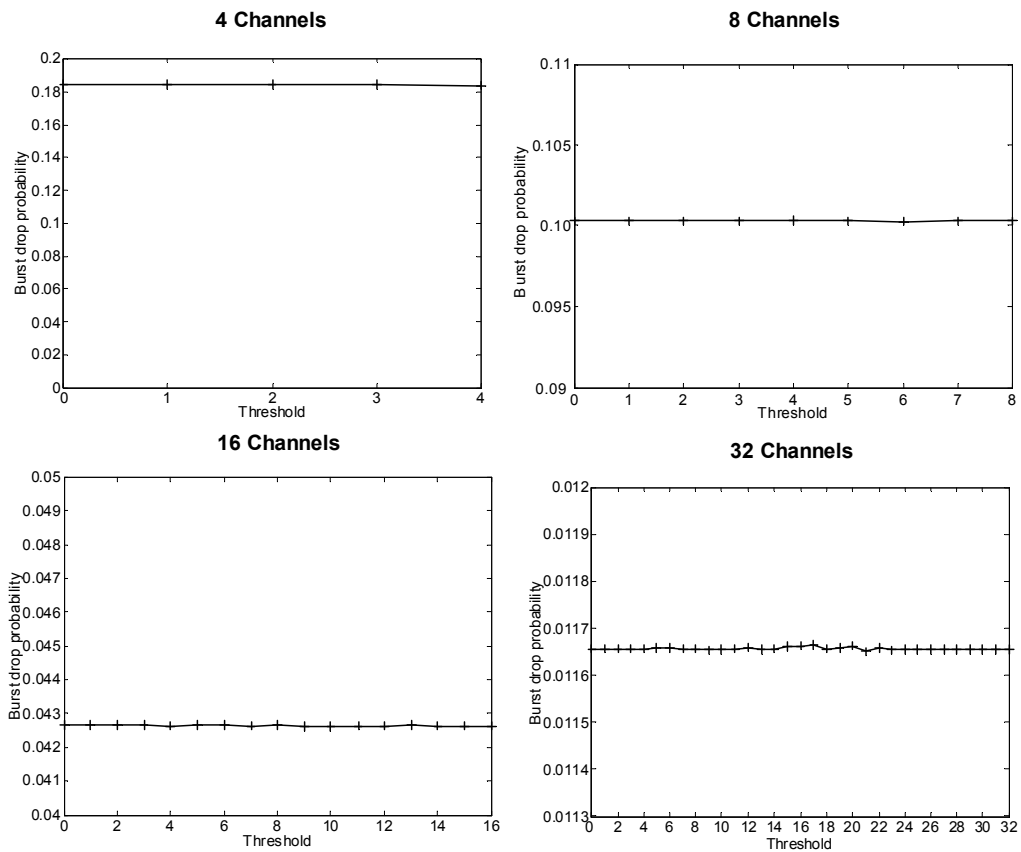 4 Channels
0.2
0.18
0.16
0.14
0.12
0.1
0.08
0.06
0.04
0.02
0
Burst drop probability
0 1 2 3 4
Threshold
8 Channels
0.11
0.105
0.10
0.095
0.09
Burst drop probability
0 1 2 3 4 5 6 7 8
Threshold
16 Channels
0.05
0.049
0.048
0.047
0.046
0.045
0.044
0.043
0.042
0.041
0.04
Burst drop probability
0 2 4 6 8 10 12 14 16
Threshold
32 Channels
0.012
0.0119
0.0118
0.0117
0.0116
0.0115
0.0114
0.0113
Burst drop probability
0 2 4 6 8 10 12 14 16 18 20 22 24 26 28 30 32
Threshold